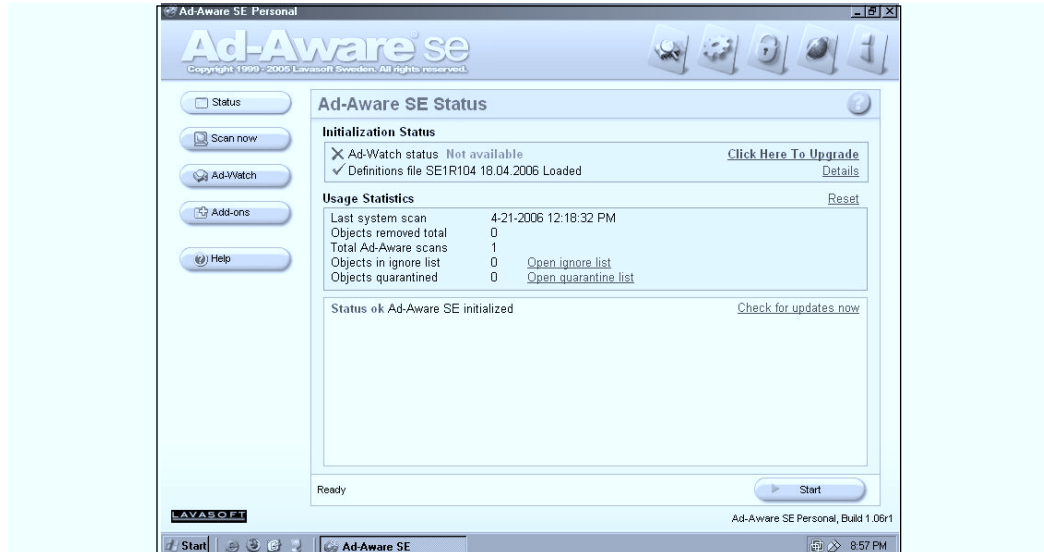 Ad-Aware SE Personal
Ad-Aware SE
Copyright 1999 - 2005 Lavasoft Sweden. All rights reserved.
Status
Scan now
Ad-Watch
Add-ons
Help
Ad-Aware SE Status
Initialization Status
Ad-Watch status Not available Click Here To Upgrade
Definitions file SE1R104 18.04.2006 Loaded Details
Usage Statistics Reset
Last system scan 4-21-2006 12:18:32 PM
Objects removed total 0
Total Ad-Aware scans 1
Objects in ignore list 0 Open ignore list
Objects quarantined 0 Open quarantine list
Status ok Ad-Aware SE initialized Check for updates now
Ready Start
LAVASOFT Ad-Aware SE Personal, Build 1.06r1
Start Ad-Aware SE 8:57 PM